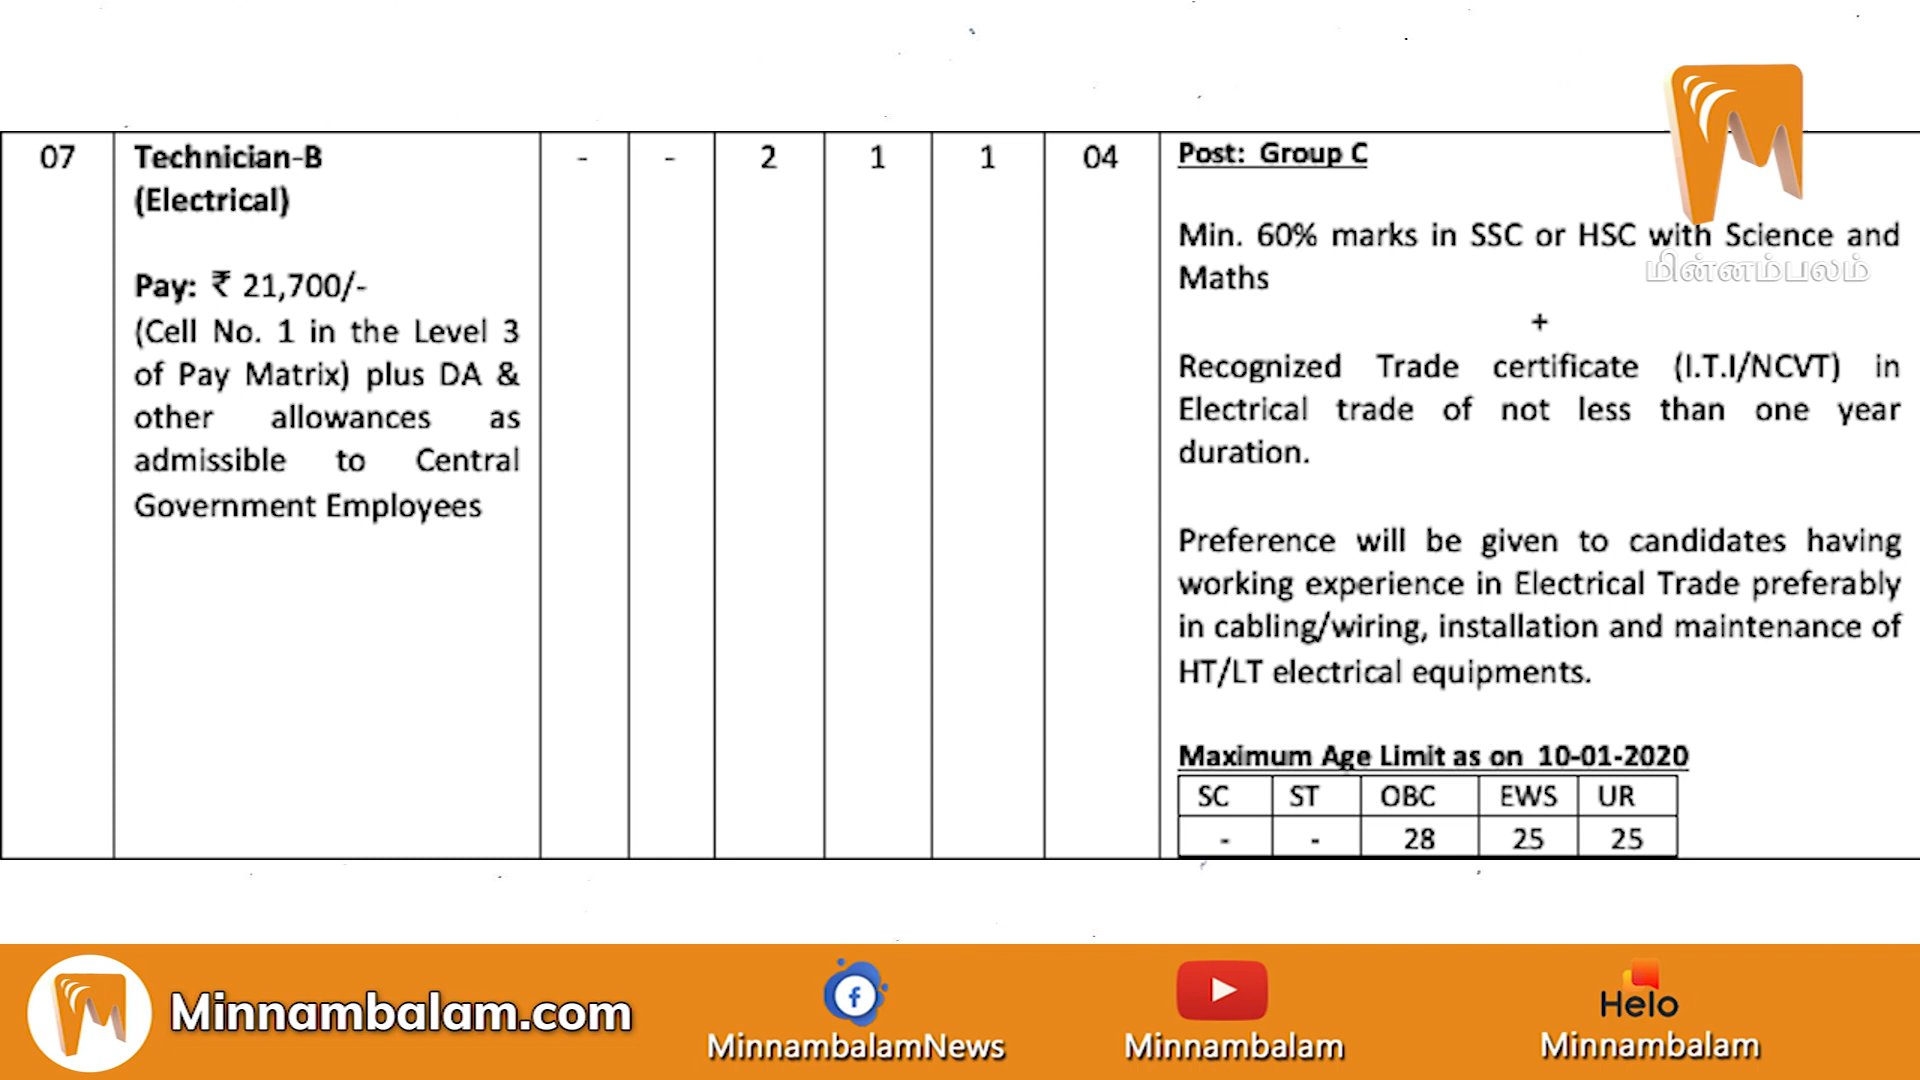 07 Technician-B - - 2 1 1 04
(Electrical)
Pay: ₹ 21,700/-
(Cell No. 1 in the Level 3
of Pay Matrix) plus DA &
other allowances as
admissible to Central
Government Employees
Post: Group C
Min. 60% marks in SSC or HSC with Science and
Maths
+
Recognized Trade certificate (I.T.I/NCVT) in
Electrical trade of not less than one year
duration.
Preference will be given to candidates having
working experience in Electrical Trade preferably
in cabling/wiring, installation and maintenance of
HT/LT electrical equipments.
Maximum Age Limit as on 10-01-2020
SC ST OBC EWS UR
- - 28 25 25
மின்னம்பலம்
Minnambalam.com
MinnambalamNews
Minnambalam
Helo
Minnambalam